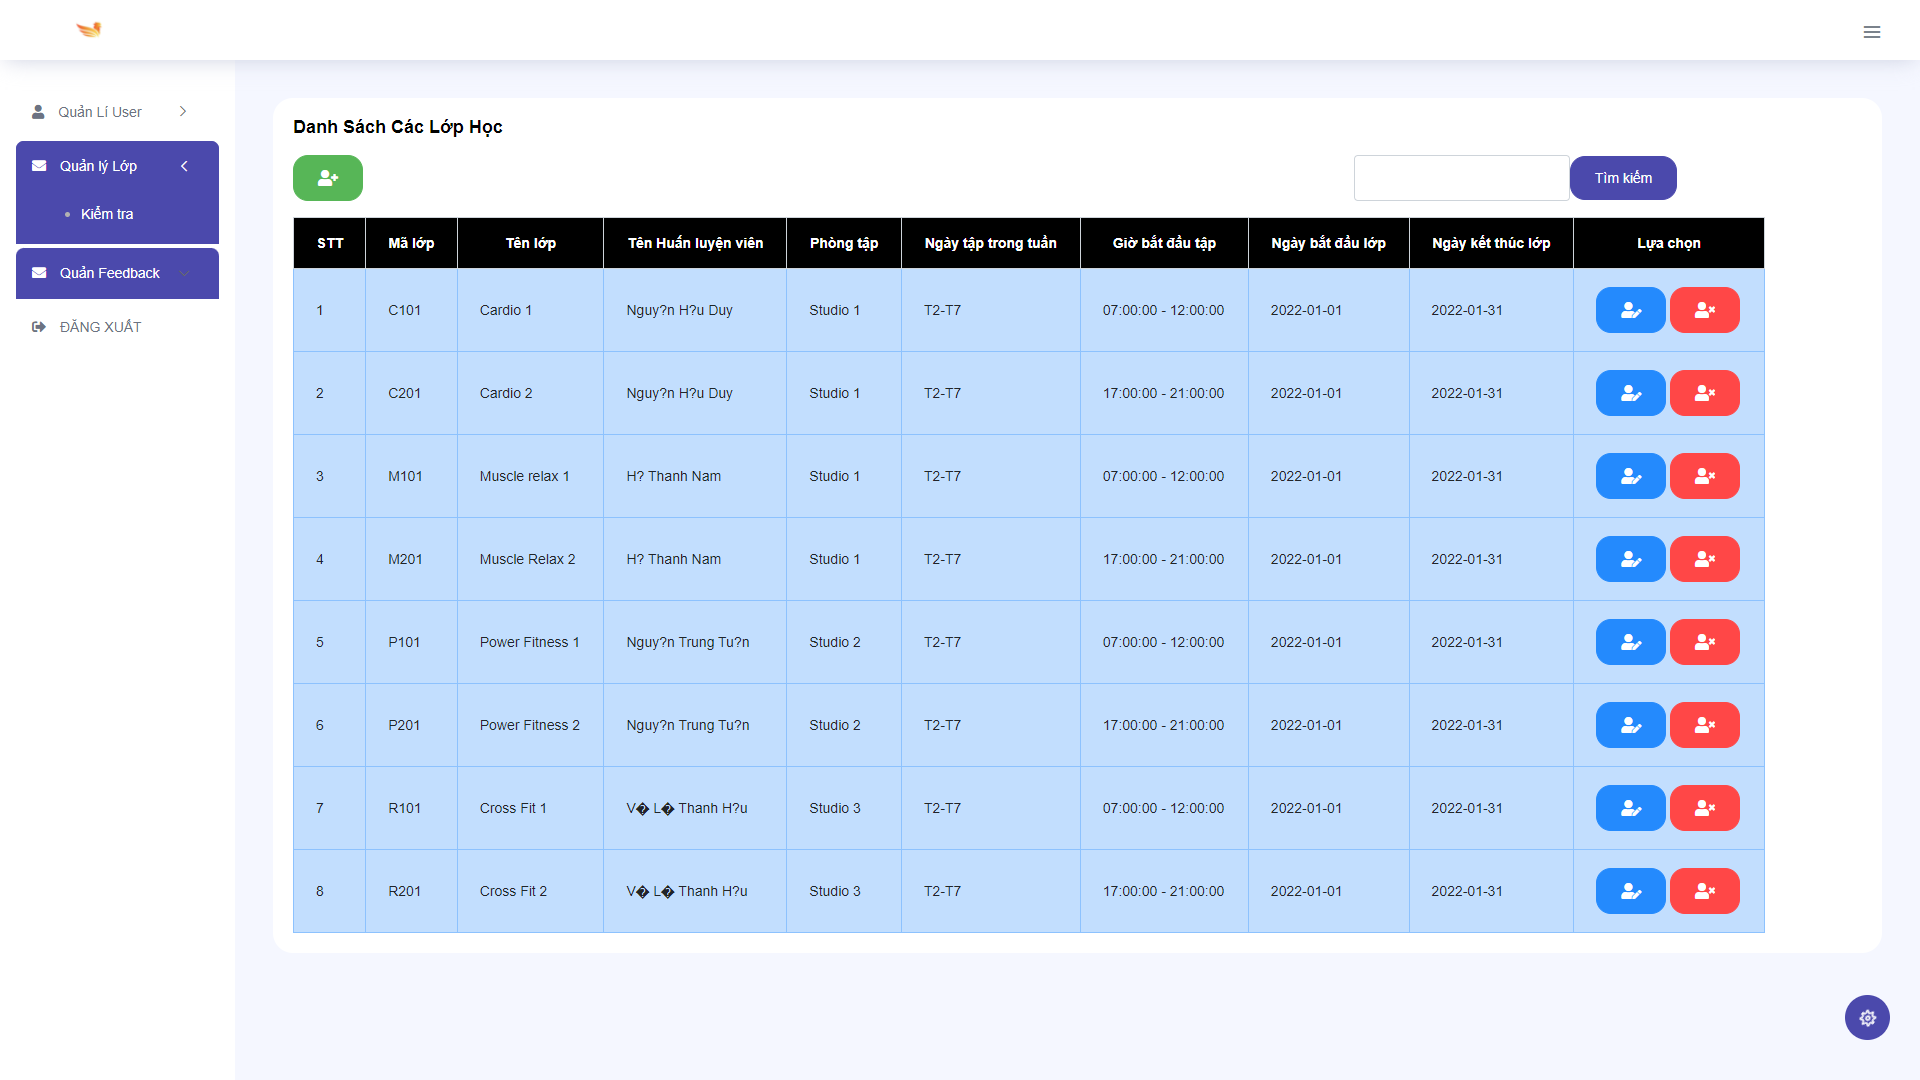 Quản Lí User
Quản lý Lớp
Kiểm tra
Quản Feedback
ĐĂNG XUẤT
Danh Sách Các Lớp Học
Tìm kiếm
STT Mã lớp Tên lớp Tên Huấn luyện viên Phòng tập Ngày tập trong tuần Giờ bắt đầu tập Ngày bắt đầu lớp Ngày kết thúc lớp Lựa chọn
1 C101 Cardio 1 Nguy?n H?u Duy Studio 1 T2-T7 07:00:00 - 12:00:00 2022-01-01 2022-01-31
2 C201 Cardio 2 Nguy?n H?u Duy Studio 1 T2-T7 17:00:00 - 21:00:00 2022-01-01 2022-01-31
3 M101 Muscle relax 1 H? Thanh Nam Studio 1 T2-T7 07:00:00 - 12:00:00 2022-01-01 2022-01-31
4 M201 Muscle Relax 2 H? Thanh Nam Studio 1 T2-T7 17:00:00 - 21:00:00 2022-01-01 2022-01-31
5 P101 Power Fitness 1 Nguy?n Trung Tu?n Studio 2 T2-T7 07:00:00 - 12:00:00 2022-01-01 2022-01-31
6 P201 Power Fitness 2 Nguy?n Trung Tu?n Studio 2 T2-T7 17:00:00 - 21:00:00 2022-01-01 2022-01-31
7 R101 Cross Fit 1 V� L� Thanh H?u Studio 3 T2-T7 07:00:00 - 12:00:00 2022-01-01 2022-01-31
8 R201 Cross Fit 2 V� L� Thanh H?u Studio 3 T2-T7 17:00:00 - 21:00:00 2022-01-01 2022-01-31